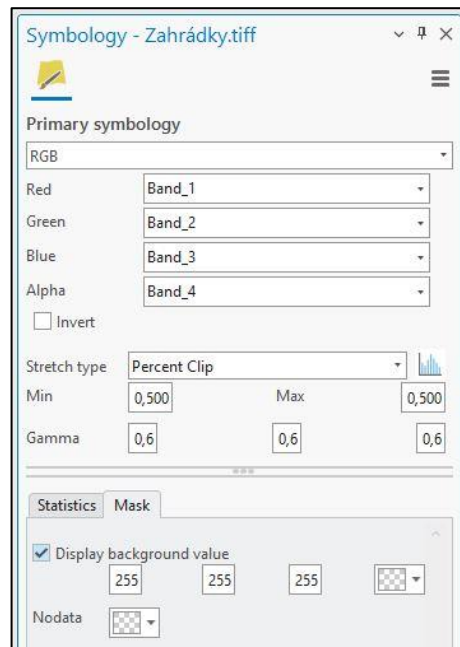 Symbology - Zahrádky.tiff
Primary symbology
RGB
Red Band_1
Green Band_2
Blue Band_3
Alpha Band_4
Invert
Stretch type Percent Clip
Min 0,500 Max 0,500
Gamma 0,6 0,6 0,6
Statistics Mask
Display background value
255 255 255
Nodata